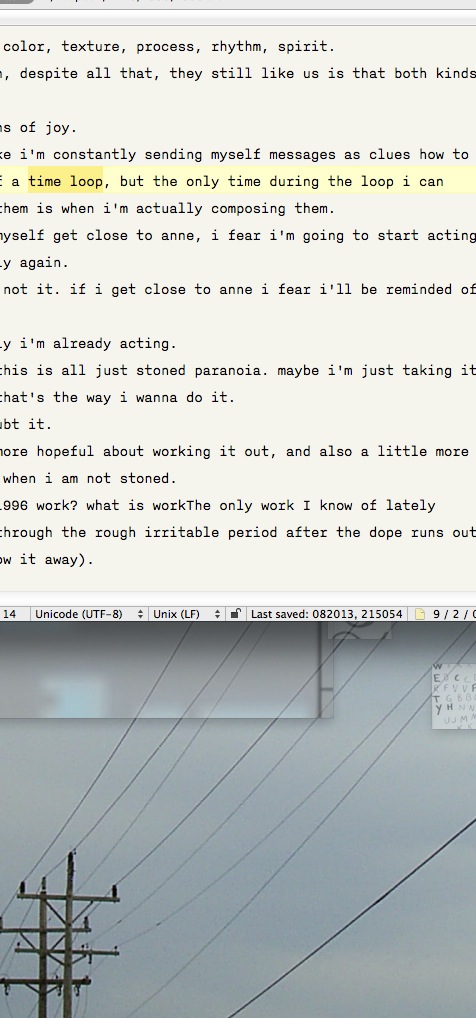 color, texture, process, rhythm, spirit.
, despite all that, they still like us is that both kinds
of joy.
i'm constantly sending myself messages as clues how to
a time loop, but the only time during the loop i can
them is when i'm actually composing them.
myself get close to anne, i fear i'm going to start acting
again.
not it. if i get close to anne i fear i'll be reminded of
i'm already acting.
this is all just stoned paranoia. maybe i'm just taking it
that's the way i wanna do it.
it.
more hopeful about working it out, and also a little more
when i am not stoned.
1996 work? what is workThe only work I know of lately
through the rough irritable period after the dope runs out
it away).
14 Unicode (UTF-8) Unix (LF) Last saved: 082013, 215054 9 / 2 /
W
E D C C
R F V V F
T G B
Y H N N
U J M